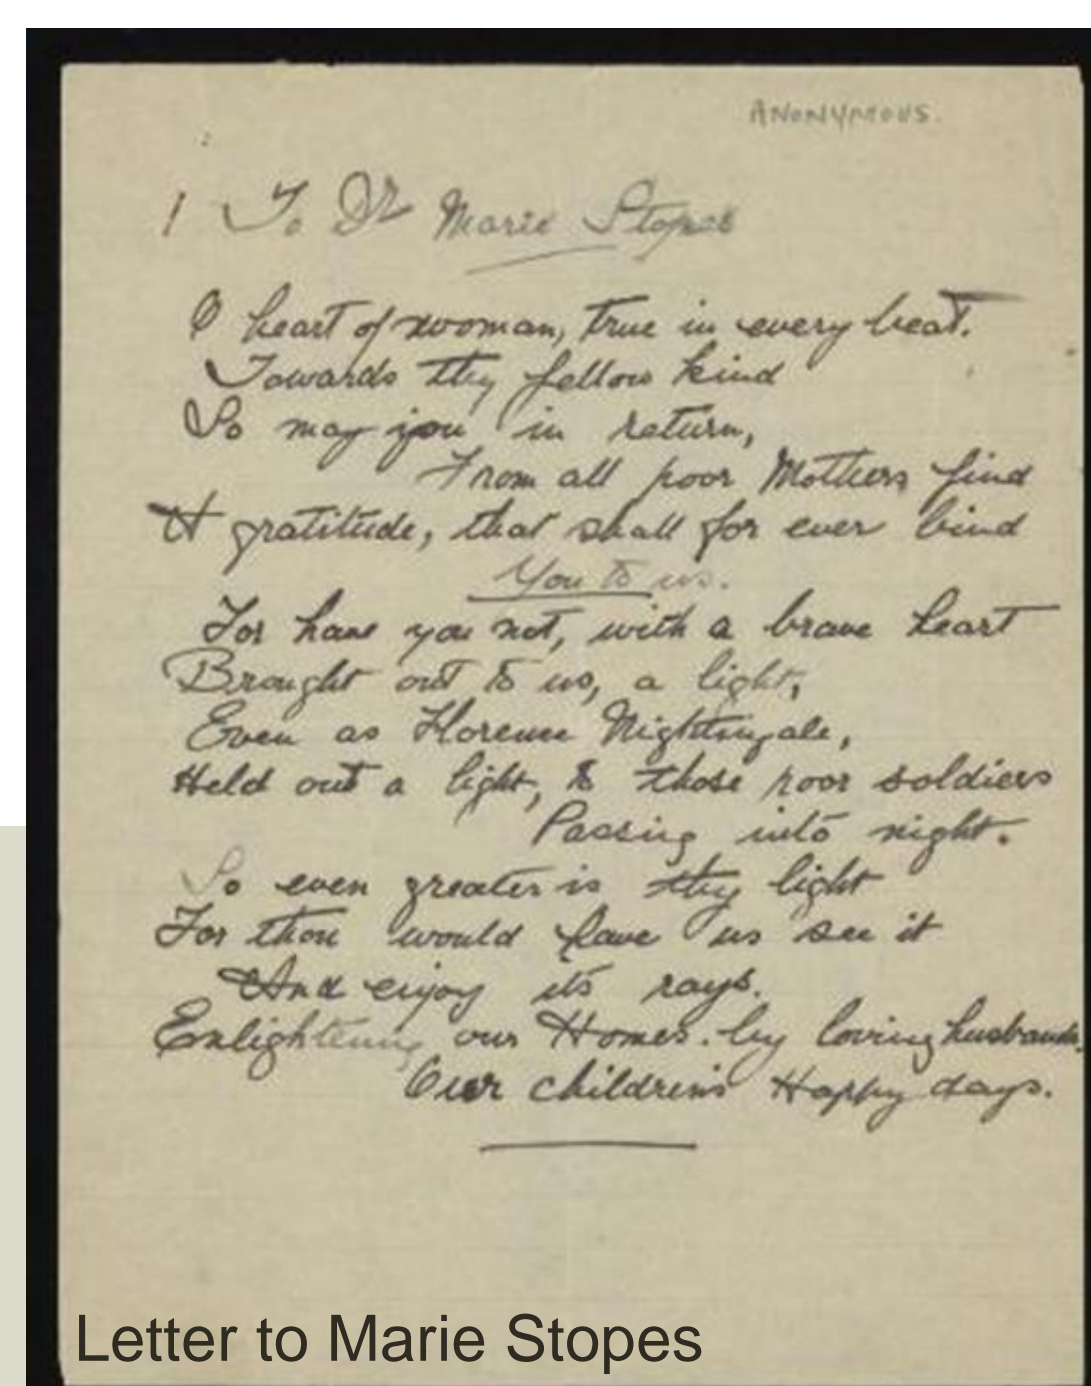 ANONYMOUS.
1 To Dr Marie Stopes
O heart of woman, true in every beat.
Towards thy fellow kind
So may you in return,
From all poor Mothers find
A gratitude, that shall for ever bind
You to us.
For have you not, with a brave heart
Brought out to us, a light,
Even as Florence Nightingale,
Held out a light, to those poor soldiers
Passing into night.
So even greater is thy light
For thou would have us see it
And enjoy its rays.
Enlightening our Homes. by loving husbands,
Our children's Happy days.
Letter to Marie Stopes